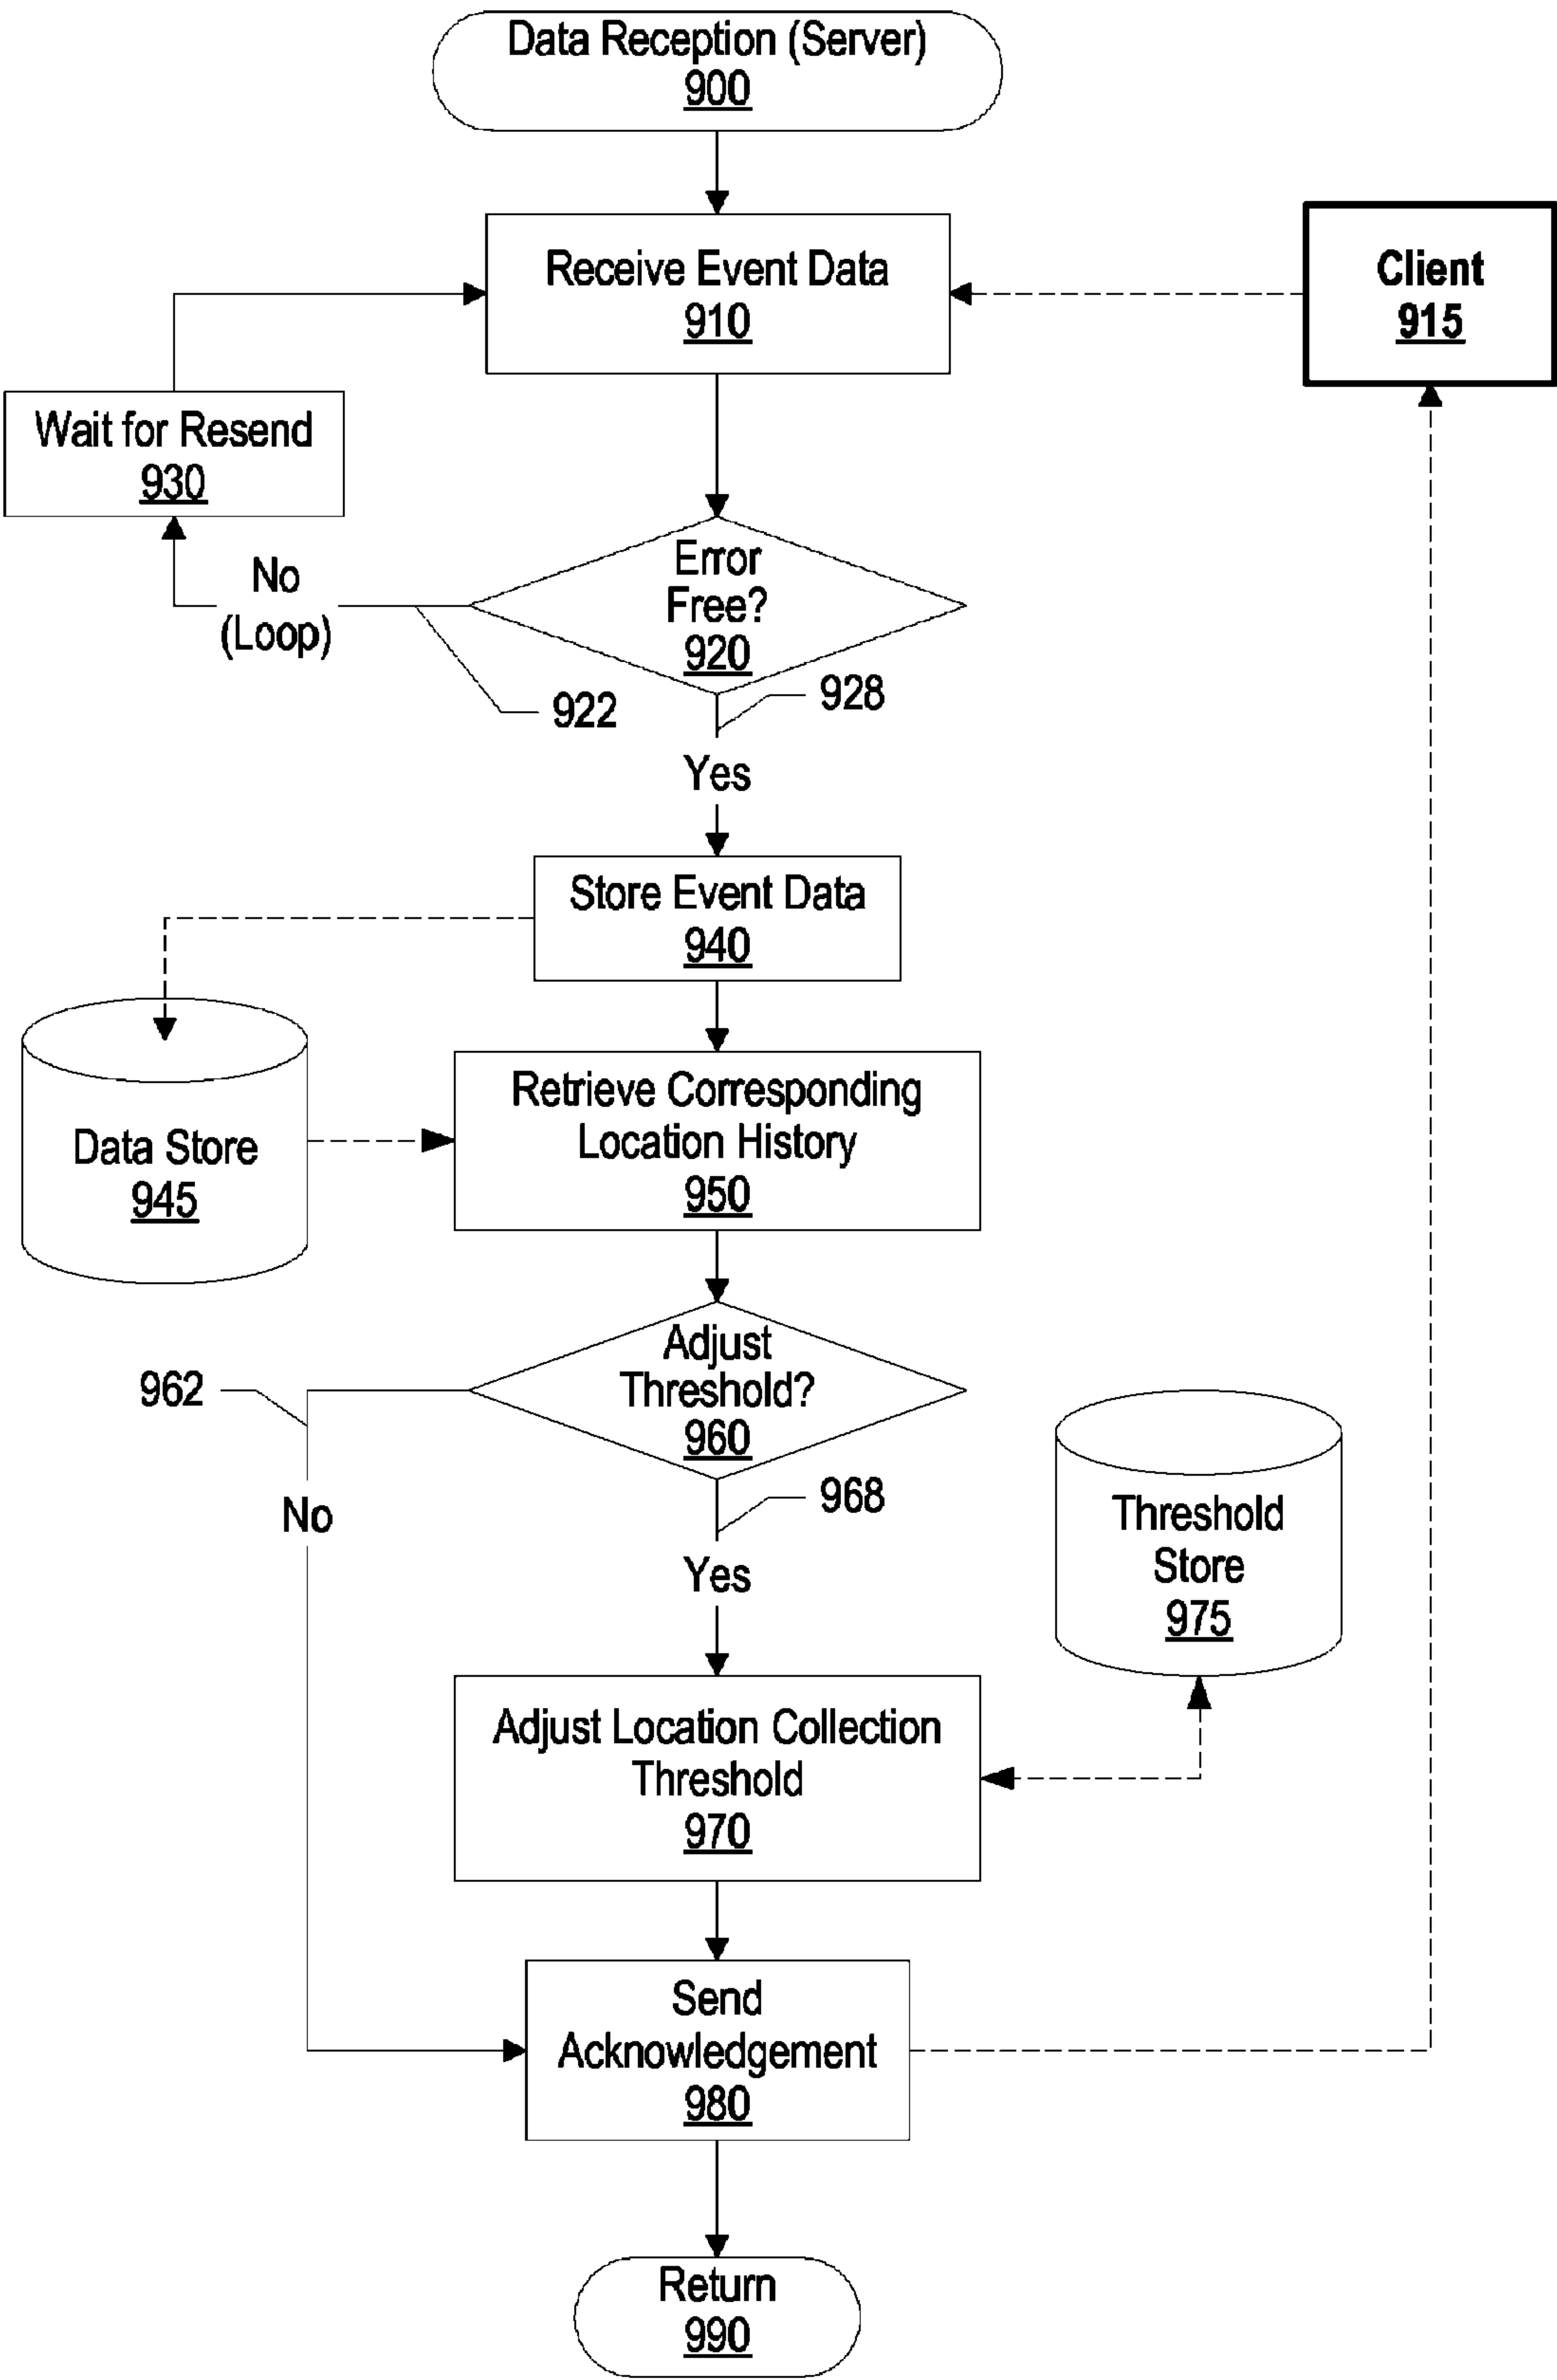 Data Reception (Server)
900
Receive Event Data
910
Client
915
Wait for Resend
930
Error
Free?
920
No
(Loop)
922
928
Yes
Store Event Data
940
Data Store
945
Retrieve Corresponding
Location History
950
Adjust
Threshold?
960
962
No
968
Yes
Threshold
Store
975
Adjust Location Collection
Threshold
970
Send
Acknowledgement
980
Return
990